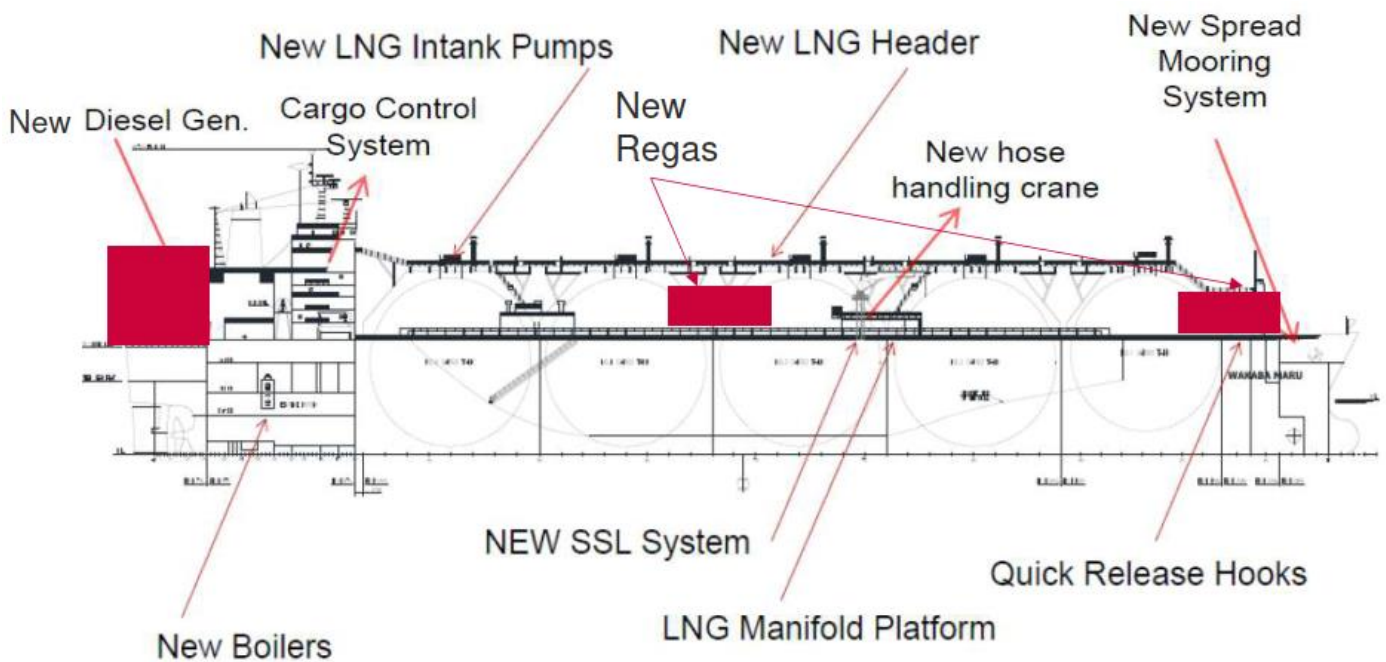 New LNG Intank Pumps
New LNG Header
New Spread
Mooring
System
New Diesel Gen.
Cargo Control
System
New
Regas
New hose
handling crane
WAKABA MARU
NEW SSL System
Quick Release Hooks
LNG Manifold Platform
New Boilers